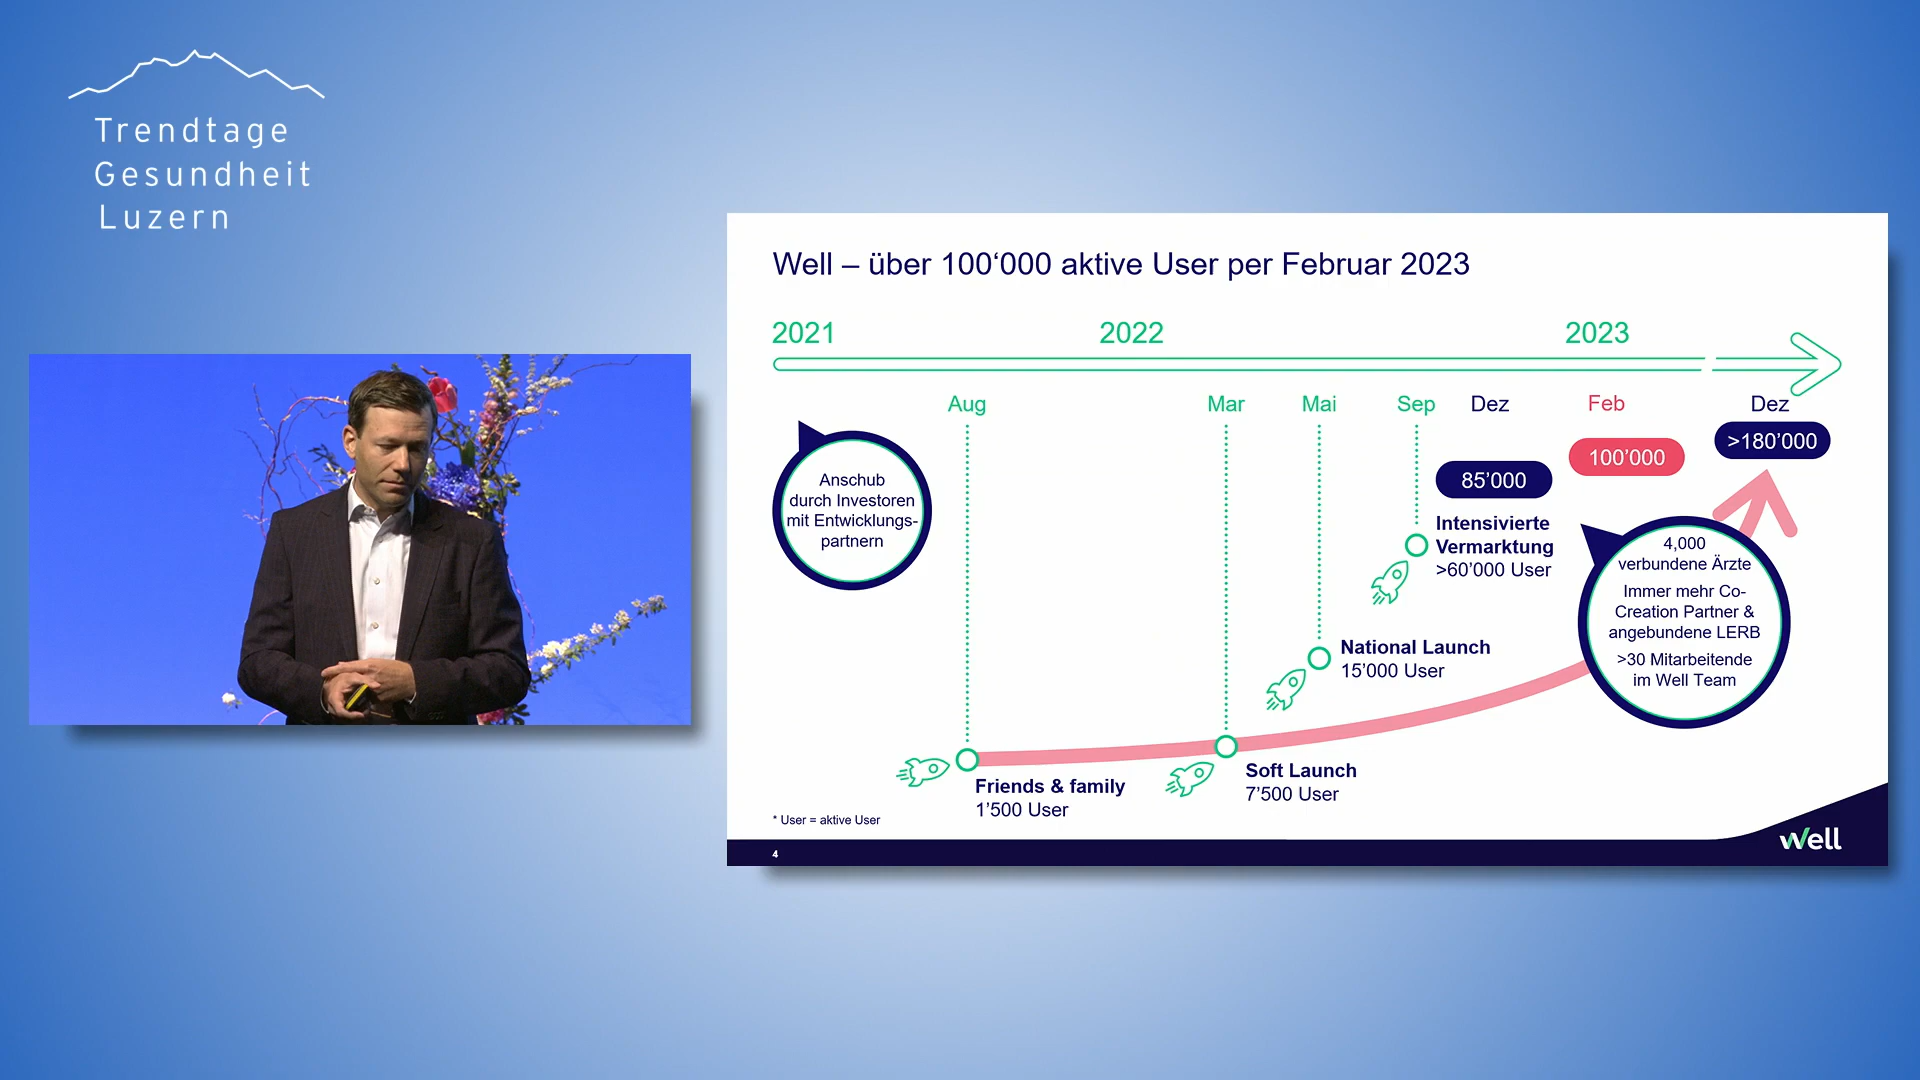 Trendtage
Gesundheit
Luzern
Well – über 100‘000 aktive User per Februar 2023
2021 2022 2023
Aug Mar Mai Sep Dez Feb Dez
>180’000
100’000
85’000
Anschub
durch Investoren
mit Entwicklungs-
partnern
Intensivierte
Vermarktung
>60’000 User
4,000
verbundene Ärzte
Immer mehr Co-
Creation Partner &
angebundene LERB
>30 Mitarbeitende
im Well Team
National Launch
15’000 User
Soft Launch
7’500 User
Friends & family
1’500 User
* User = aktive User
4
Well